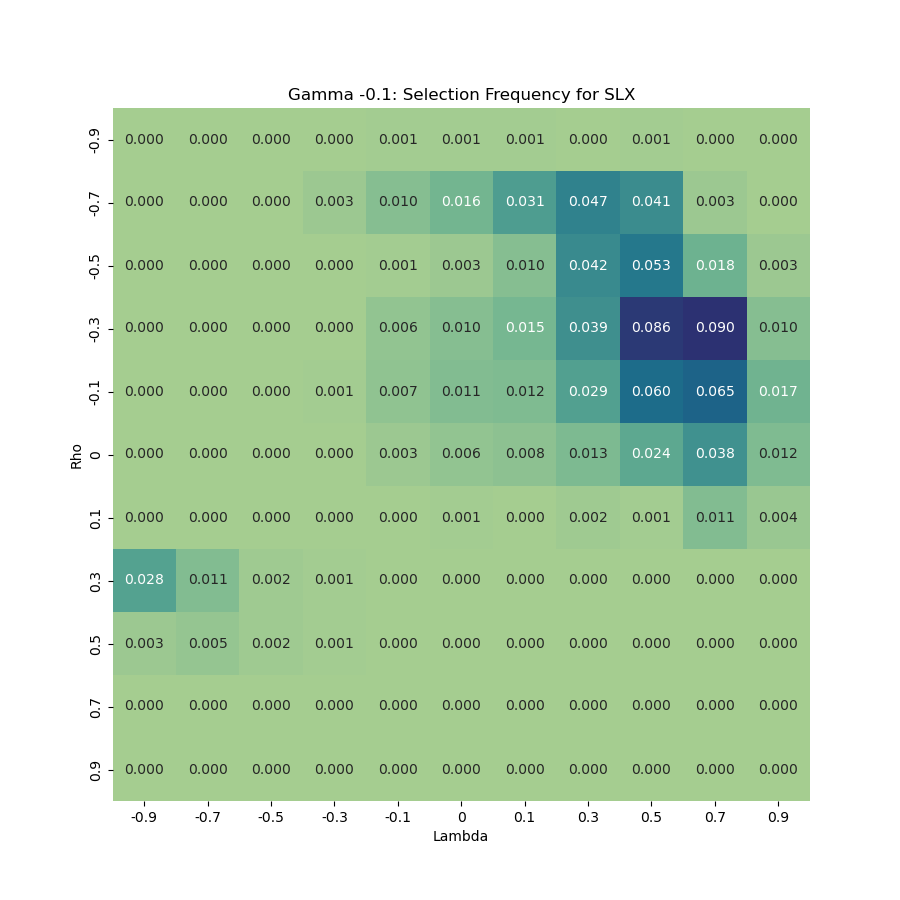 Gamma -0.1: Selection Frequency for SLX
Rho
-0.9 0.000 0.000 0.000 0.000 0.001 0.001 0.001 0.000 0.001 0.000 0.000
-0.7 0.000 0.000 0.000 0.003 0.010 0.016 0.031 0.047 0.041 0.003 0.000
-0.5 0.000 0.000 0.000 0.000 0.001 0.003 0.010 0.042 0.053 0.018 0.003
-0.3 0.000 0.000 0.000 0.000 0.006 0.010 0.015 0.039 0.086 0.090 0.010
-0.1 0.000 0.000 0.000 0.001 0.007 0.011 0.012 0.029 0.060 0.065 0.017
0 0.000 0.000 0.000 0.000 0.003 0.006 0.008 0.013 0.024 0.038 0.012
0.1 0.000 0.000 0.000 0.000 0.000 0.001 0.000 0.002 0.001 0.011 0.004
0.3 0.028 0.011 0.002 0.001 0.000 0.000 0.000 0.000 0.000 0.000 0.000
0.5 0.003 0.005 0.002 0.001 0.000 0.000 0.000 0.000 0.000 0.000 0.000
0.7 0.000 0.000 0.000 0.000 0.000 0.000 0.000 0.000 0.000 0.000 0.000
0.9 0.000 0.000 0.000 0.000 0.000 0.000 0.000 0.000 0.000 0.000 0.000
-0.9 -0.7 -0.5 -0.3 -0.1 0 0.1 0.3 0.5 0.7 0.9
Lambda